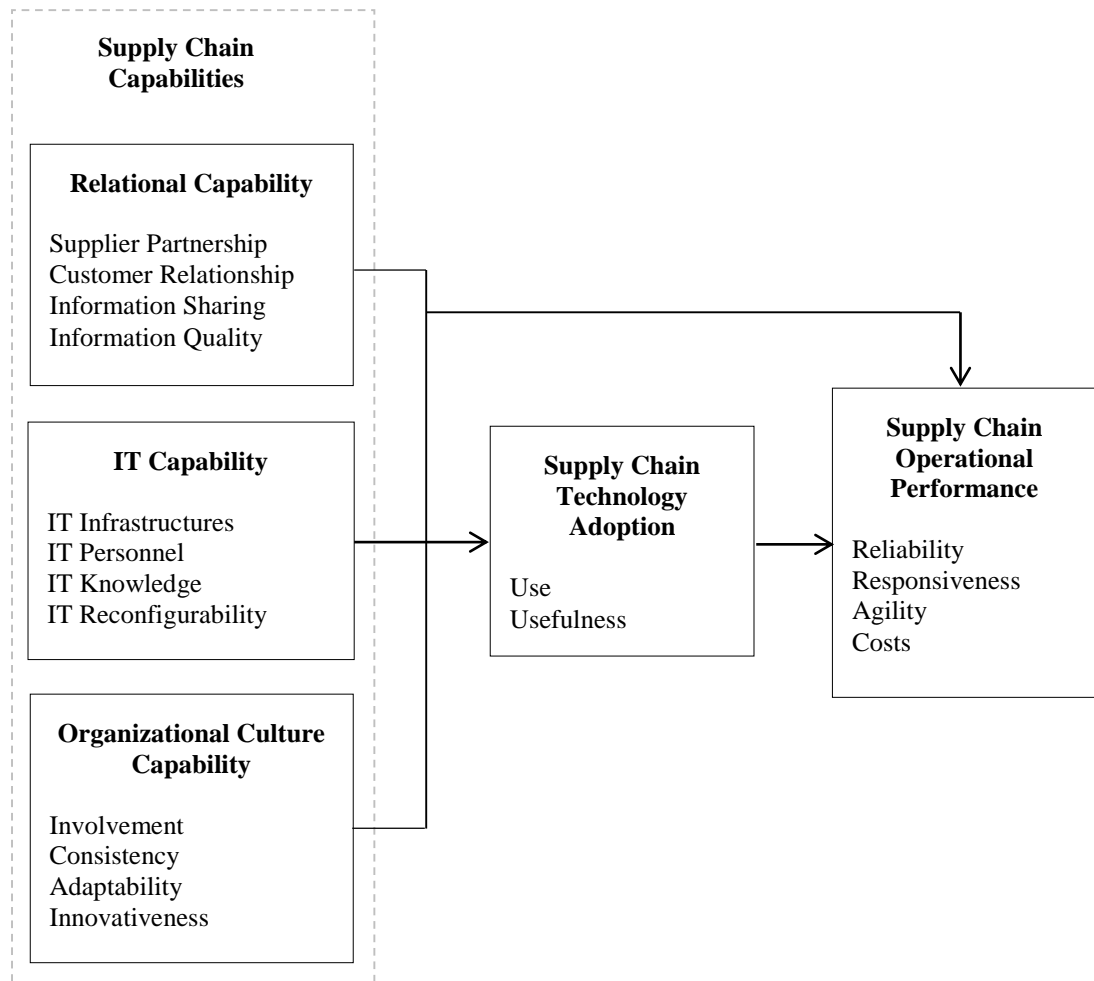 Supply Chain
Capabilities
Relational Capability
Supplier Partnership
Customer Relationship
Information Sharing
Information Quality
IT Capability
IT Infrastructures
IT Personnel
IT Knowledge
IT Reconfigurability
Organizational Culture
Capability
Involvement
Consistency
Adaptability
Innovativeness
Supply Chain
Technology
Adoption
Use
Usefulness
Supply Chain
Operational
Performance
Reliability
Responsiveness
Agility
Costs